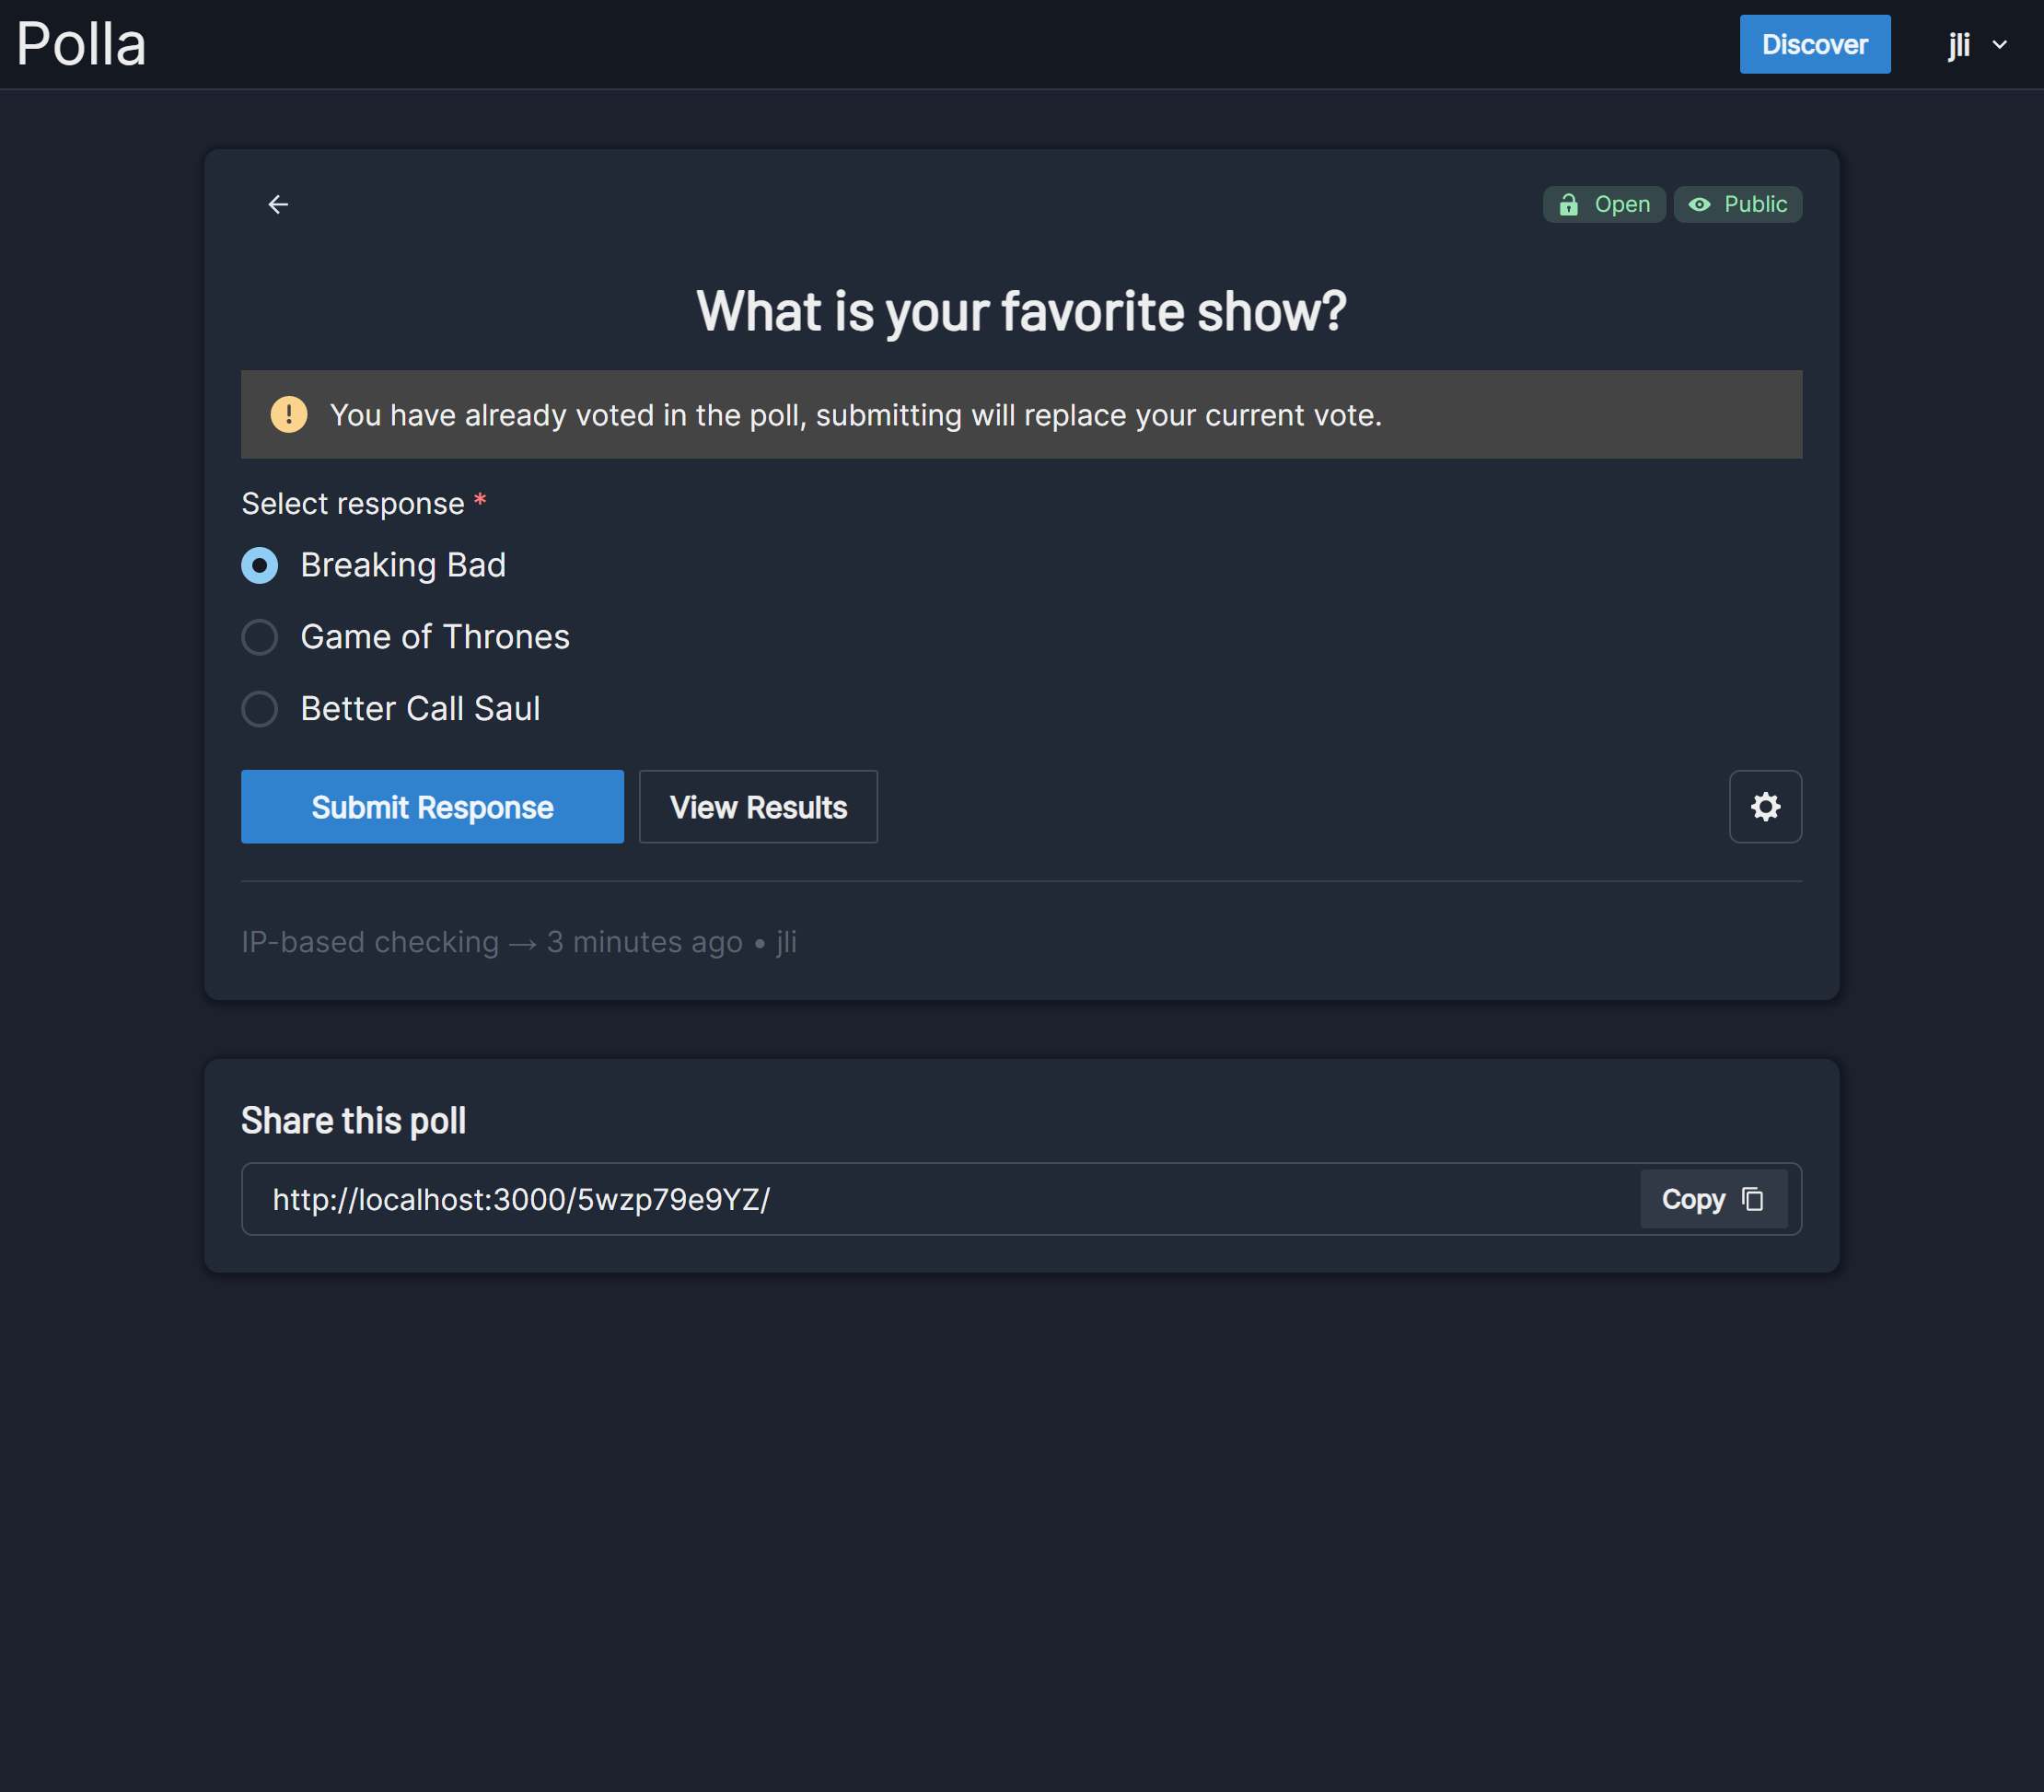 Polla
Discover
jli
Open
Public
What is your favorite show?
You have already voted in the poll, submitting will replace your current vote.
Select response *
Breaking Bad
Game of Thrones
Better Call Saul
Submit Response
View Results
IP-based checking → 3 minutes ago • jli
Share this poll
http://localhost:3000/5wzp79e9YZ/
Copy